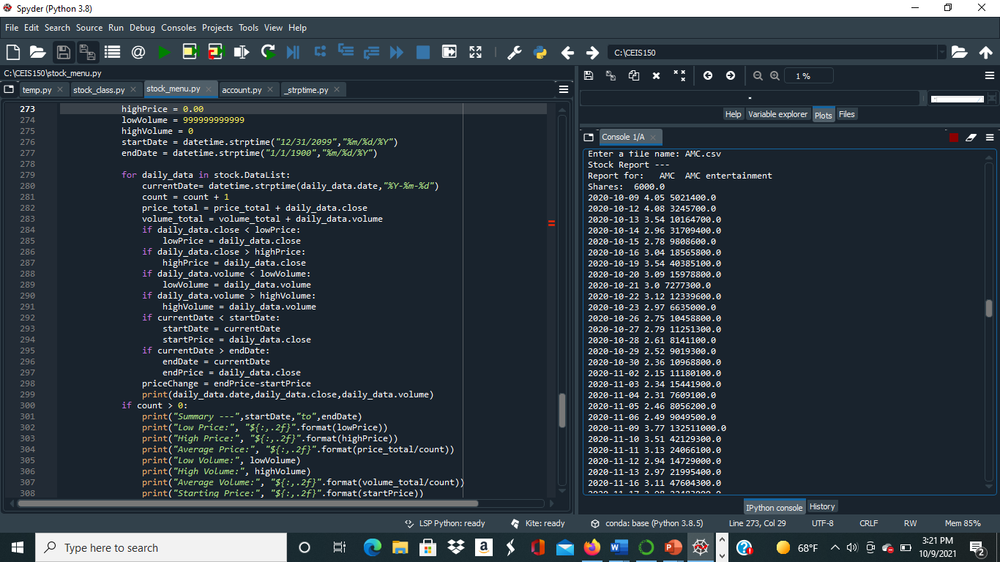 Spyder (Python 3.8)
File Edit Search Source Run Debug Consoles Projects Tools View Help
C:\CEIS150
C:\CEIS150\stock_menu.py
temp.py stock_class.py stock_menu.py account.py _strptime.py
273 highPrice = 0.00
274 lowVolume = 999999999999
275 highVolume = 0
276 startDate = datetime.strptime("12/31/2099","%m/%d/%Y")
277 endDate = datetime.strptime("1/1/1900","%m/%d/%Y")
278
279 for daily_data in stock.DataList:
280 currentDate= datetime.strptime(daily_data.date,"%Y-%m-%d")
281 count = count + 1
282 price_total = price_total + daily_data.close
283 volume_total = volume_total + daily_data.volume
284 if daily_data.close < lowPrice:
285 lowPrice = daily_data.close
286 if daily_data.close > highPrice:
287 highPrice = daily_data.close
288 if daily_data.volume < lowVolume:
289 lowVolume = daily_data.volume
290 if daily_data.volume > highVolume:
291 highVolume = daily_data.volume
292 if currentDate < startDate:
293 startDate = currentDate
294 startPrice = daily_data.close
295 if currentDate > endDate:
296 endDate = currentDate
297 endPrice = daily_data.close
298 priceChange = endPrice-startPrice
299 print(daily_data.date,daily_data.close,daily_data.volume)
300 if count > 0:
301 print("Summary ---",startDate,"to",endDate)
302 print("Low Price:", "${:,.2f}".format(lowPrice))
303 print("High Price:", "${:,.2f}".format(highPrice))
304 print("Average Price:", "${:,.2f}".format(price_total/count))
305 print("Low Volume:", lowVolume)
306 print("High Volume:", highVolume)
307 print("Average Volume:", "${:,.2f}".format(volume_total/count))
308 print("Starting Price:", "${:,.2f}".format(startPrice))
1 %
Help Variable explorer Plots Files
Console 1/A
Enter a file name: AMC.csv
Stock Report ---
Report for: AMC AMC entertainment
Shares: 6000.0
2020-10-09 4.05 5021400.0
2020-10-12 4.08 3245700.0
2020-10-13 3.54 10164700.0
2020-10-14 2.96 31709400.0
2020-10-15 2.78 9808600.0
2020-10-16 3.04 18565800.0
2020-10-19 3.54 40385100.0
2020-10-20 3.09 15978800.0
2020-10-21 3.0 7277300.0
2020-10-22 3.12 12339600.0
2020-10-23 2.97 6635000.0
2020-10-26 2.75 10458800.0
2020-10-27 2.79 11251300.0
2020-10-28 2.61 8141100.0
2020-10-29 2.52 9019300.0
2020-10-30 2.36 10968800.0
2020-11-02 2.15 11180100.0
2020-11-03 2.34 15441900.0
2020-11-04 2.31 7609100.0
2020-11-05 2.46 8056200.0
2020-11-06 2.49 9049500.0
2020-11-09 3.77 132511000.0
2020-11-10 3.51 42129300.0
2020-11-11 3.13 24066100.0
2020-11-12 2.94 14729000.0
2020-11-13 2.97 21995400.0
2020-11-16 3.11 47604300.0
IPython console History
LSP Python: ready Kite: ready conda: base (Python 3.8.5) Line 273, Col 29 UTF-8 CRLF RW Mem 85%
Type here to search
68°F
3:21 PM
10/9/2021
2